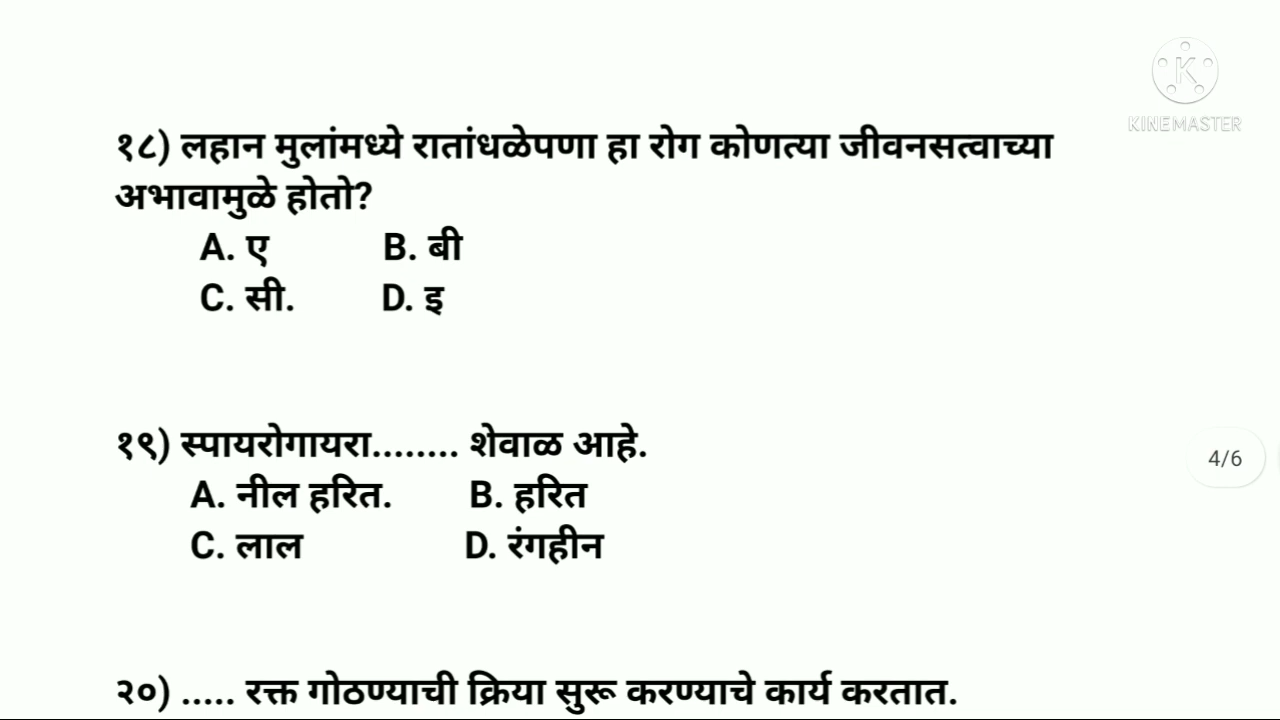 KINEMASTER
१८) लहान मुलांमध्ये रातांधळेपणा हा रोग कोणत्या जीवनसत्वाच्या
अभावामुळे होतो?
A. ए B. बी
C. सी. D. इ
१९) स्पायरोगायरा........ शेवाळ आहे.
4/6
A. नील हरित. B. हरित
C. लाल D. रंगहीन
२०) ..... रक्त गोठण्याची क्रिया सुरू करण्याचे कार्य करतात.